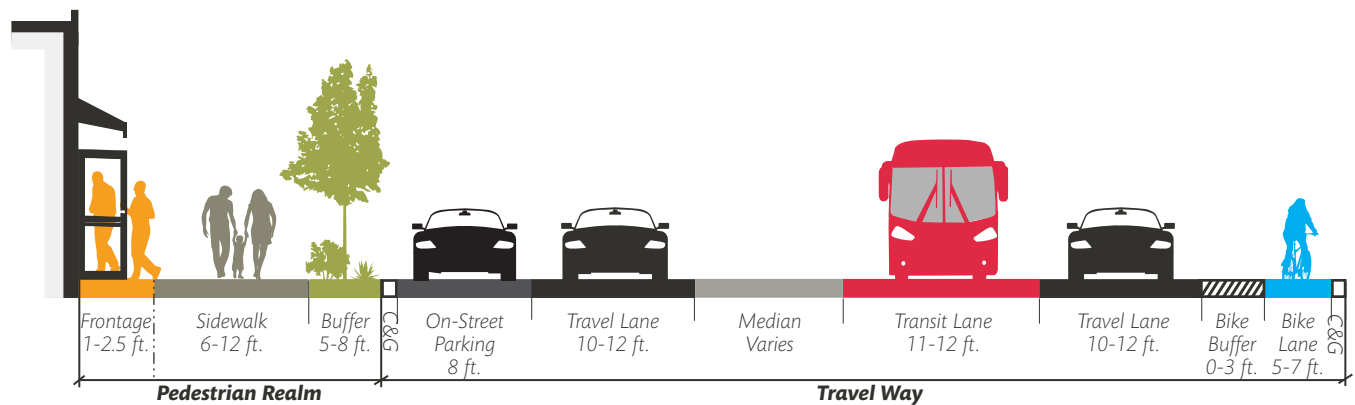 Frontage
1-2.5 ft.
Sidewalk
6-12 ft.
Buffer
5-8 ft.
C&G
On-Street
Parking
8 ft.
Travel Lane
10-12 ft.
Median
Varies
Transit Lane
11-12 ft.
Travel Lane
10-12 ft.
Bike
Buffer
0-3 ft.
Bike
Lane
5-7 ft.
C&G
Pedestrian Realm
Travel Way